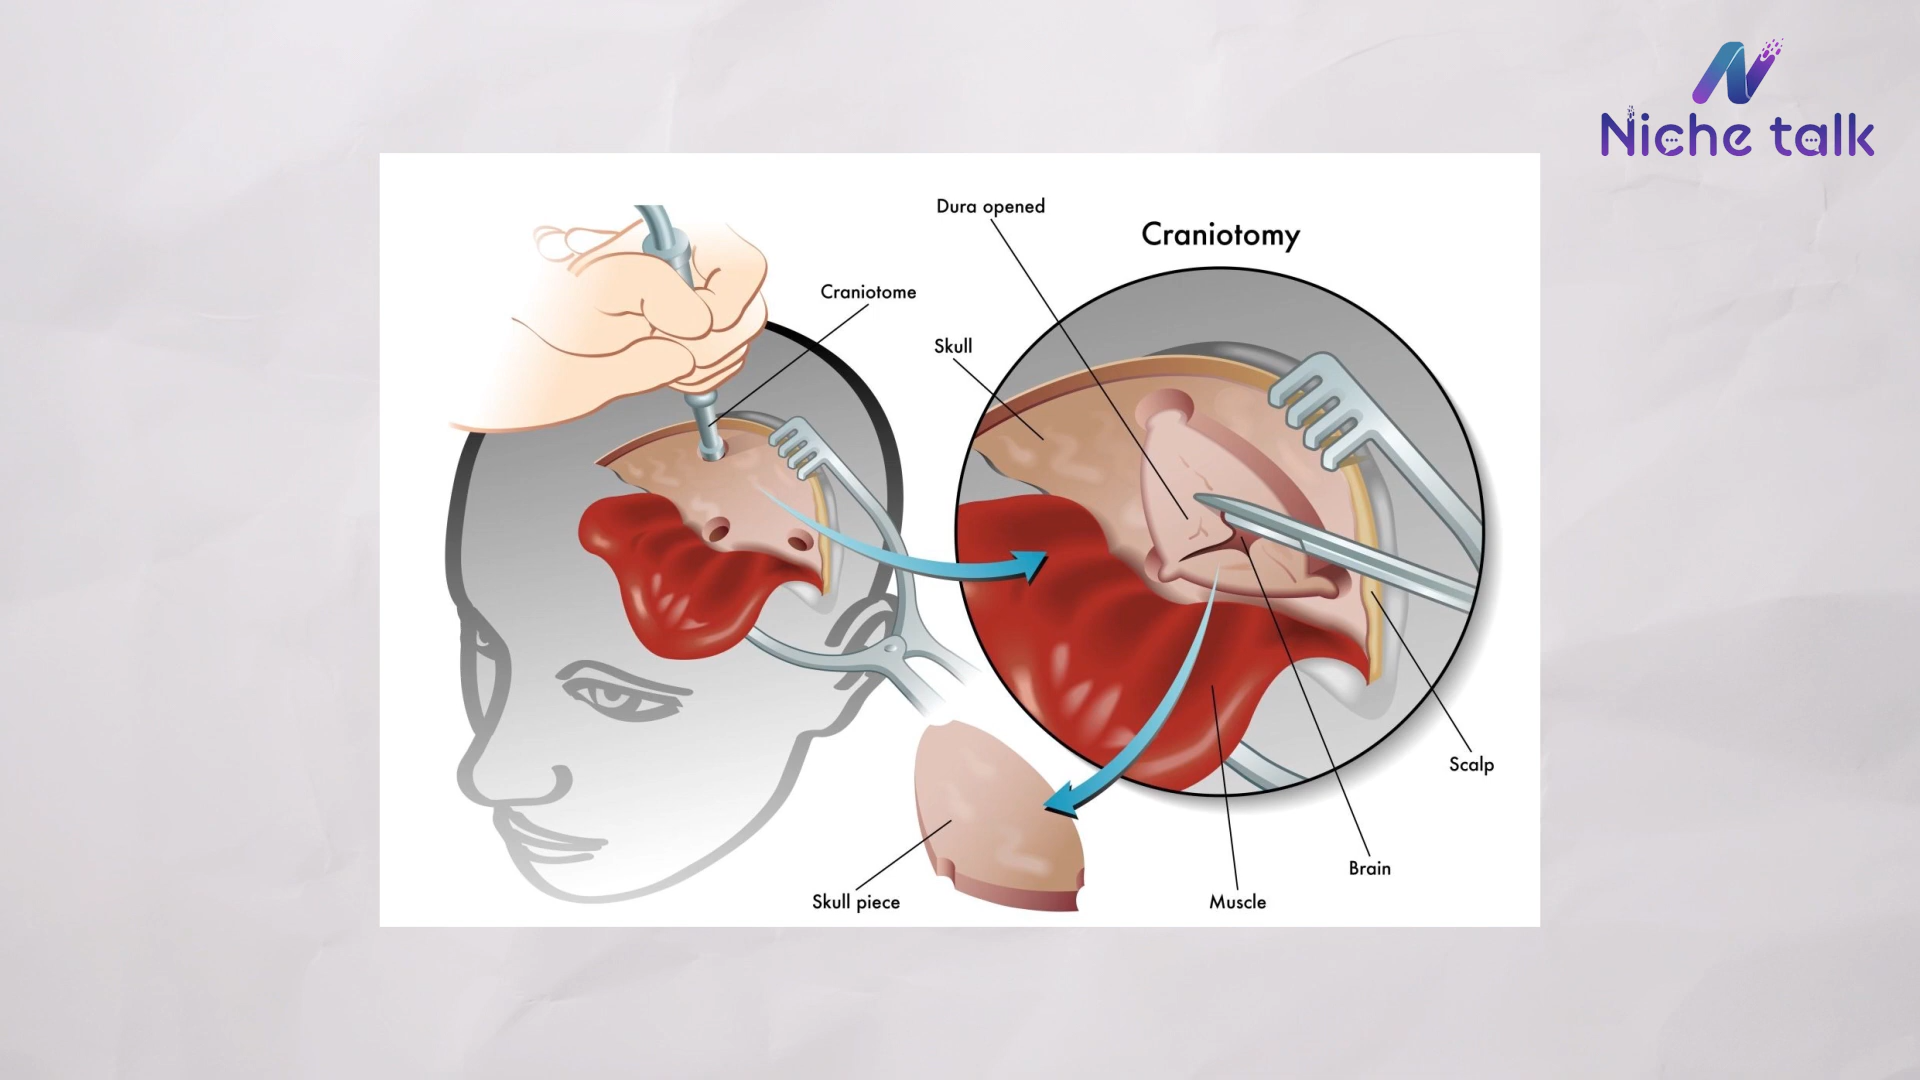 Niche talk
Dura opened
Craniotomy
Craniotome
Skull
Scalp
Brain
Skull piece
Muscle